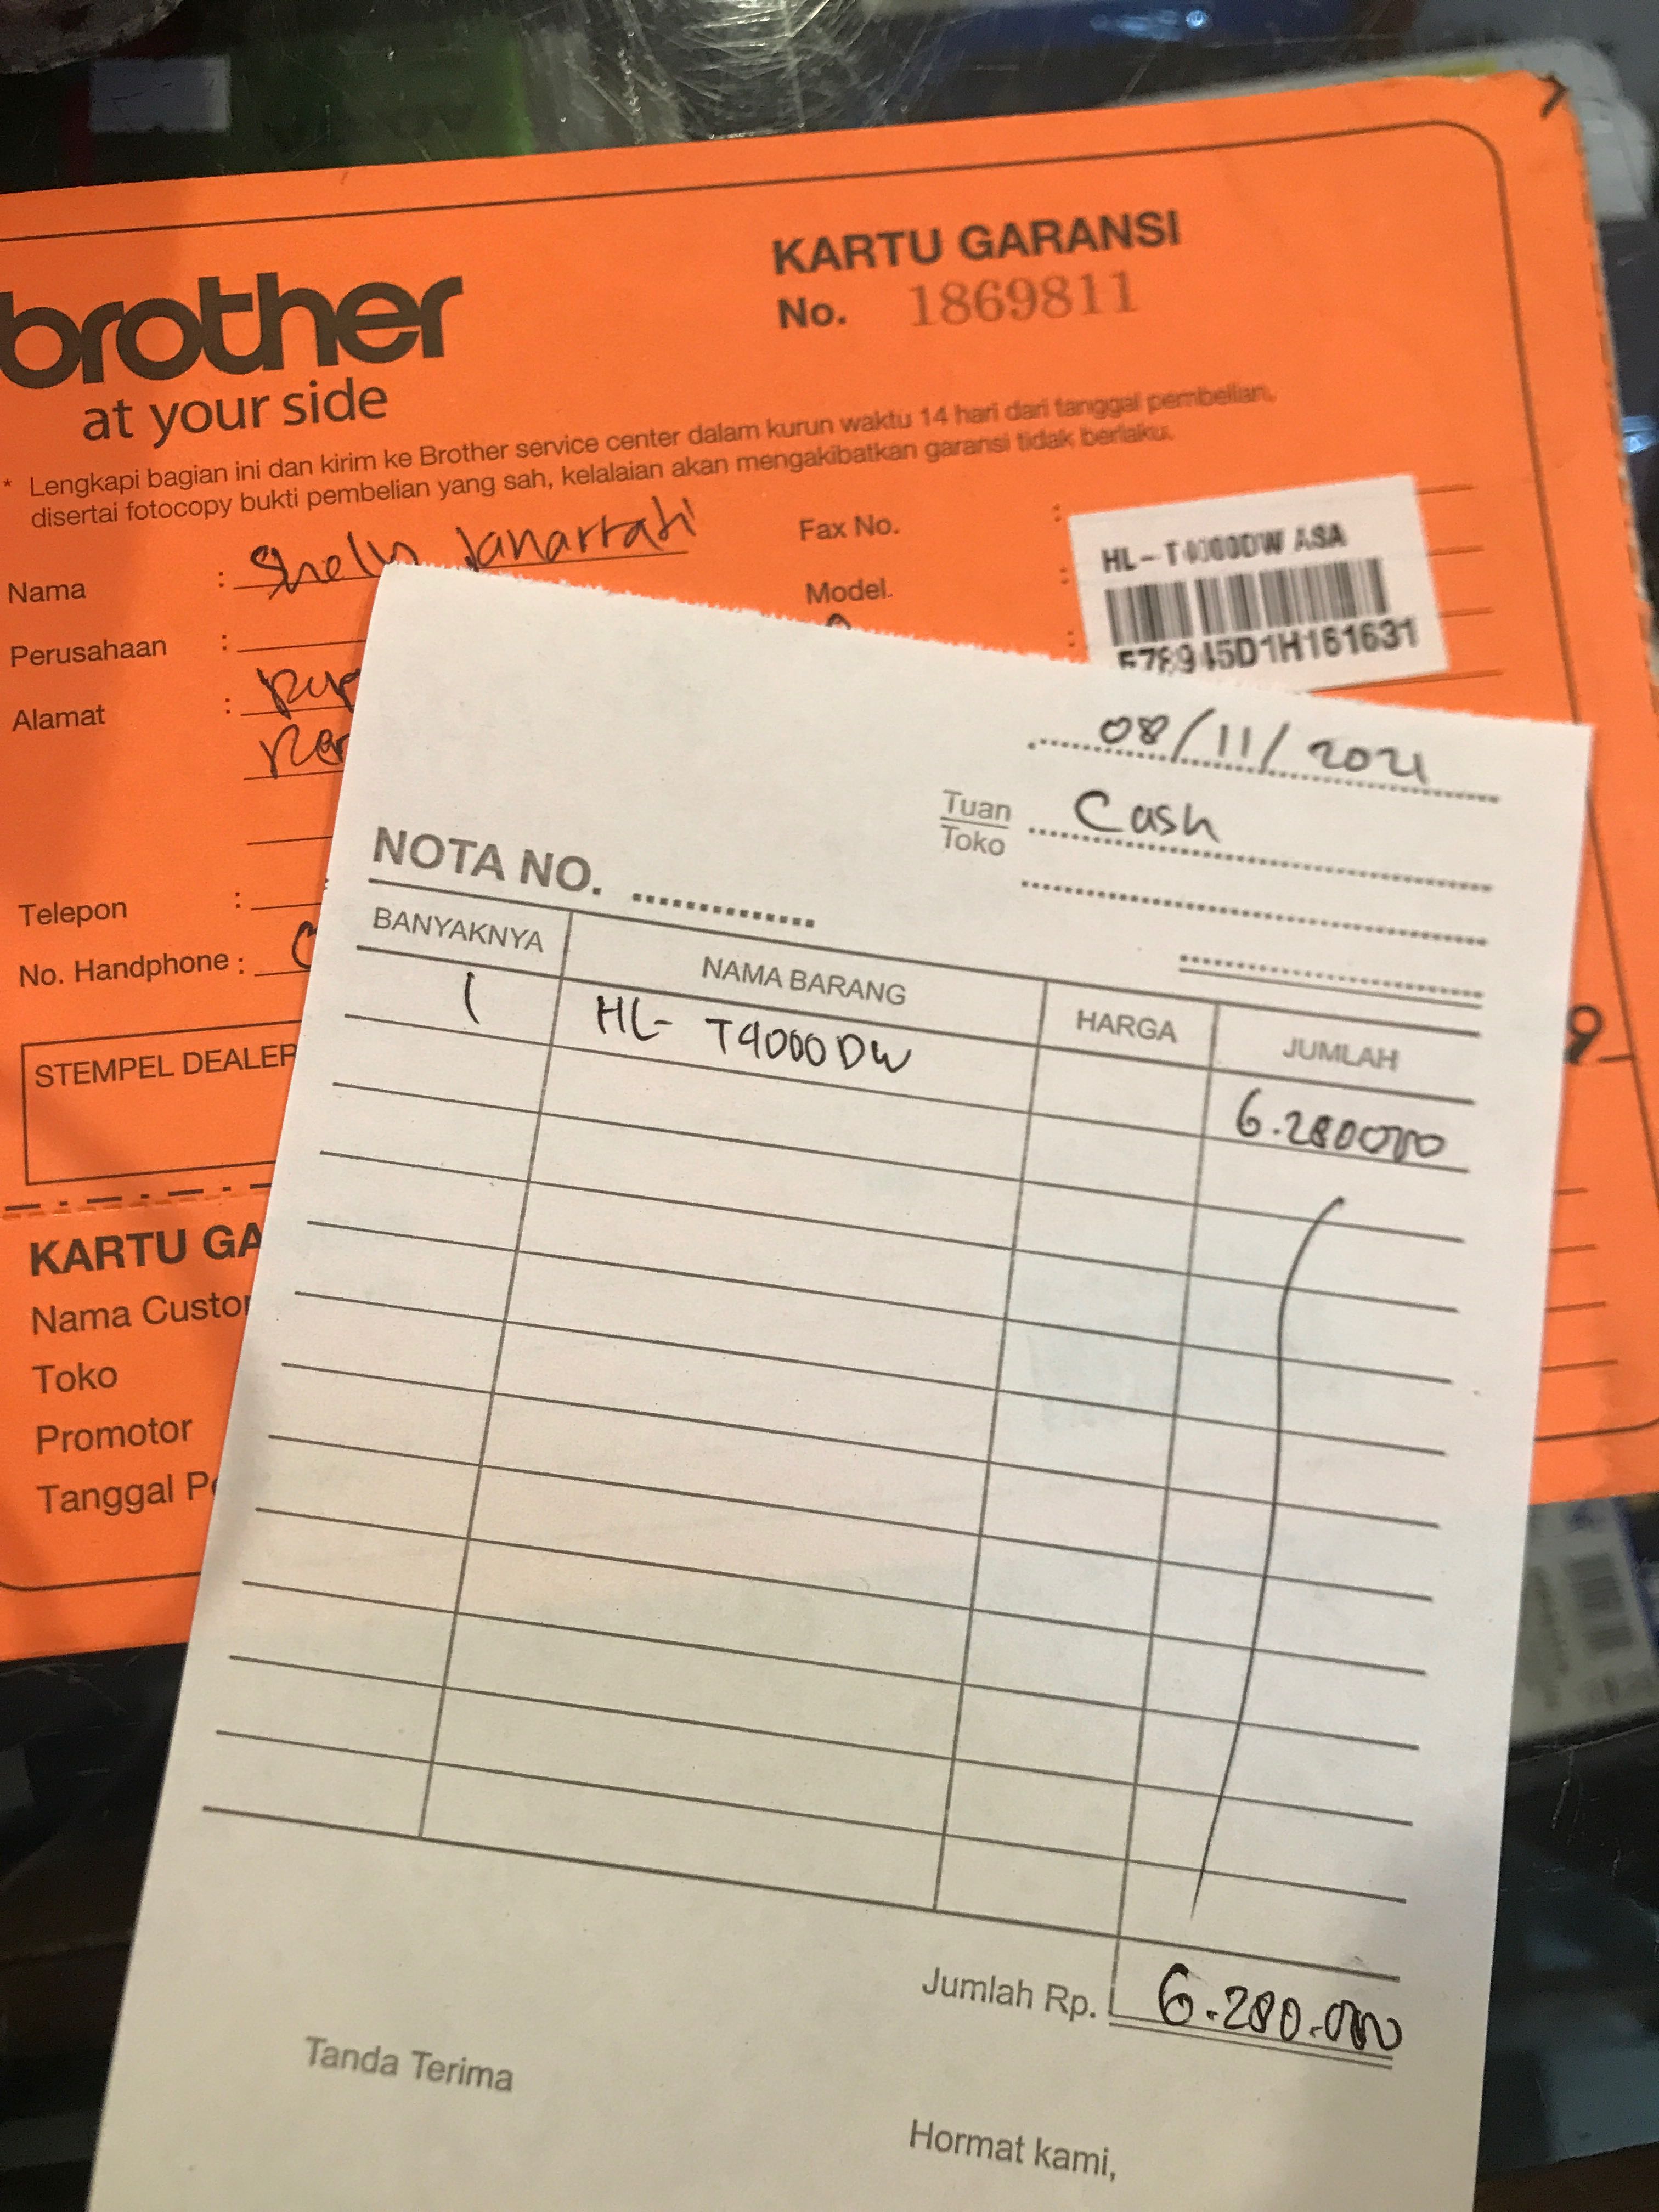 KARTU GARANSI
No. 1869811
brother
at your side
* Lengkapi bagian ini dan kirim ke Brother service center dalam kurun waktu 14 hari dari tanggal pembelian,
disertai fotocopy bukti pembelian yang sah, kelalaian akan mengakibatkan garansi tidak berlaku.
Nama :
Fax No. :
Model. :
HL-T4000DW ASA
Perusahaan :
Alamat :
Telepon :
No. Handphone :
STEMPEL DEALER
KARTU GA
Nama Custo
Toko
Promotor
Tanggal P
9
08/11/2021
Tuan Cash
Toko
NOTA NO.
BANYAKNYA NAMA BARANG HARGA JUMLAH
1 HL- T4000DW 6.280000
Jumlah Rp. 6.280.000
Tanda Terima
Hormat kami,